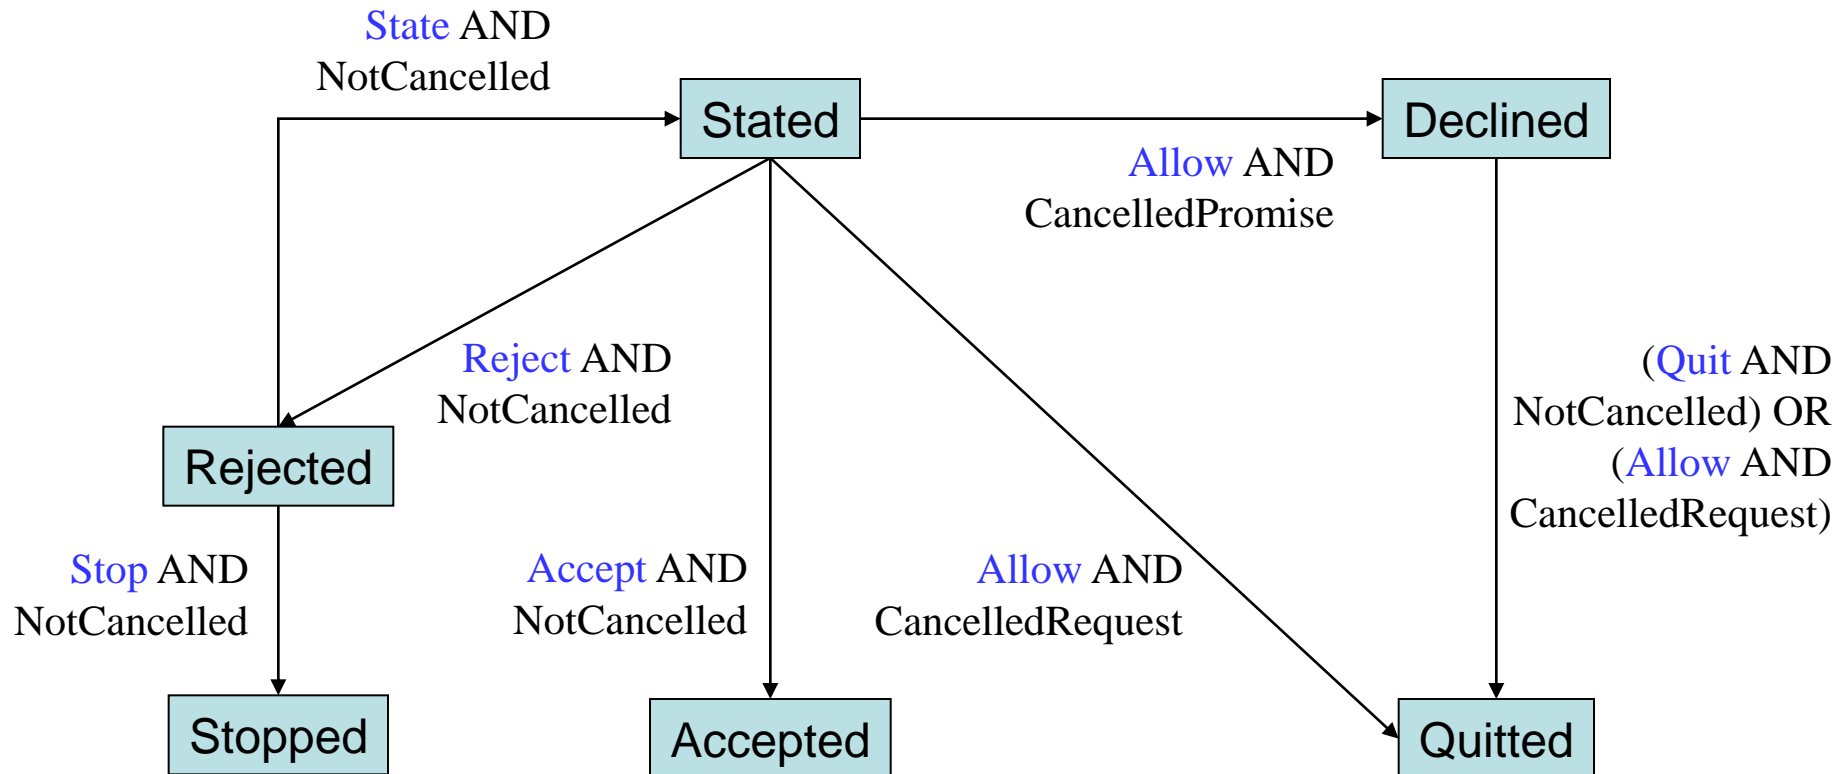 State AND
NotCancelled
Stated
Declined
Allow AND
CancelledPromise
Reject AND
NotCancelled
(Quit AND
NotCancelled) OR
(Allow AND
CancelledRequest)
Rejected
Stop AND
NotCancelled
Accept AND
NotCancelled
Allow AND
CancelledRequest
Stopped
Accepted
Quitted